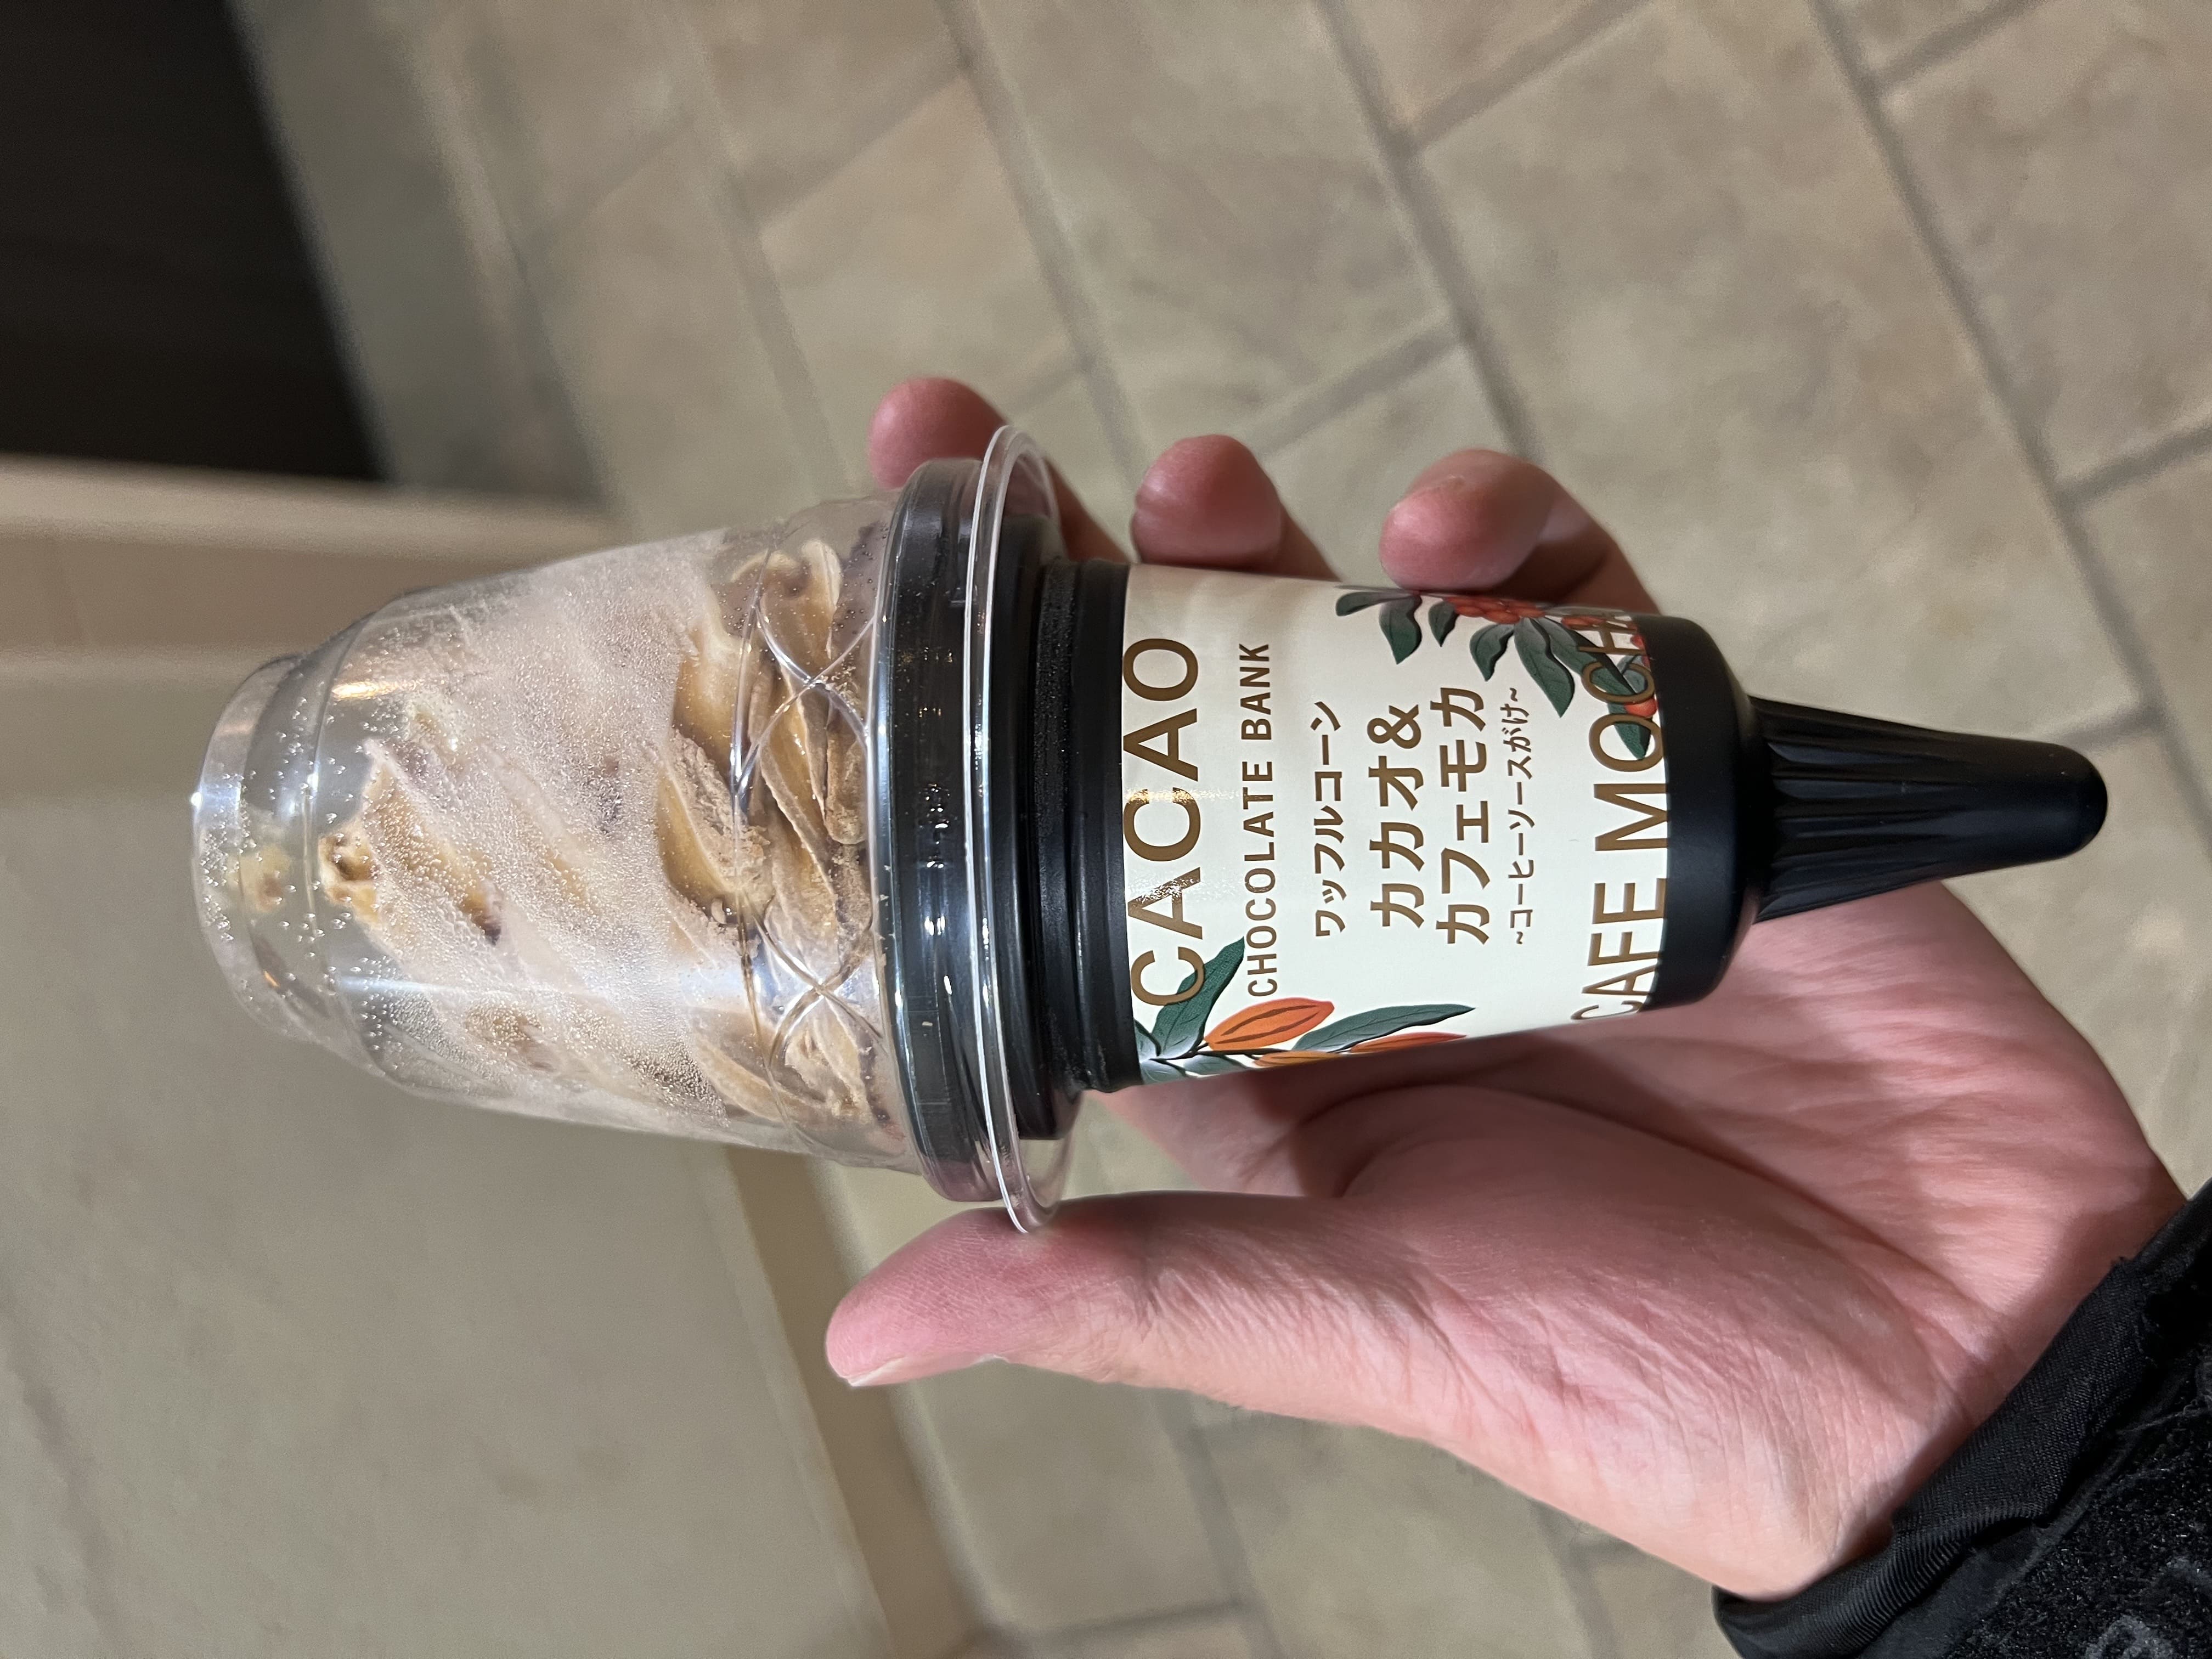 CACAO
CHOCOLATE BANK
ワッフルコーン
カカオ&
カフェモカ
~コーヒーソースがけ~
CAFE MOCHA